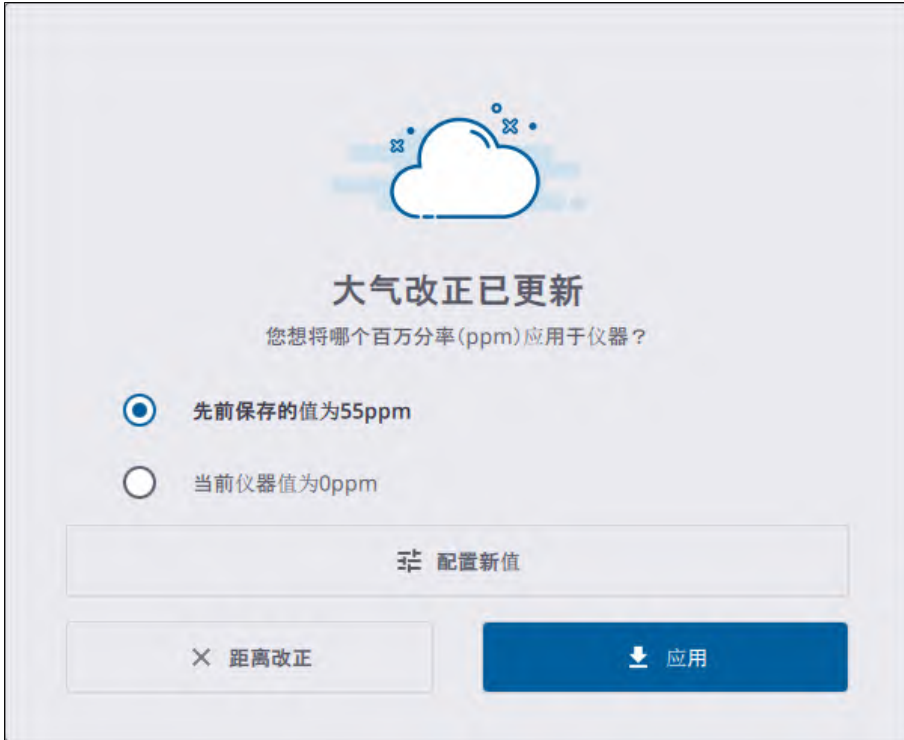 大气改正已更新
您想将哪个百万分率(ppm)应用于仪器？
先前保存的值为55ppm
当前仪器值为0ppm
配置新值
距离改正
应用